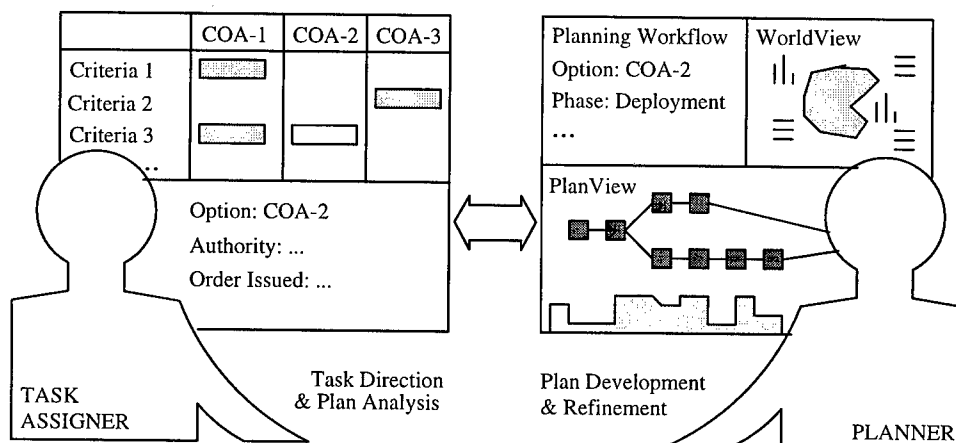 COA-1 COA-2 COA-3
Criteria 1
Criteria 2
Criteria 3
..
Option: COA-2
Authority: ...
Order Issued: ...
Planning Workflow
Option: COA-2
Phase: Deployment
...
WorldView
PlanView
Task Direction
& Plan Analysis
Plan Development
& Refinement
TASK
ASSIGNER
PLANNER